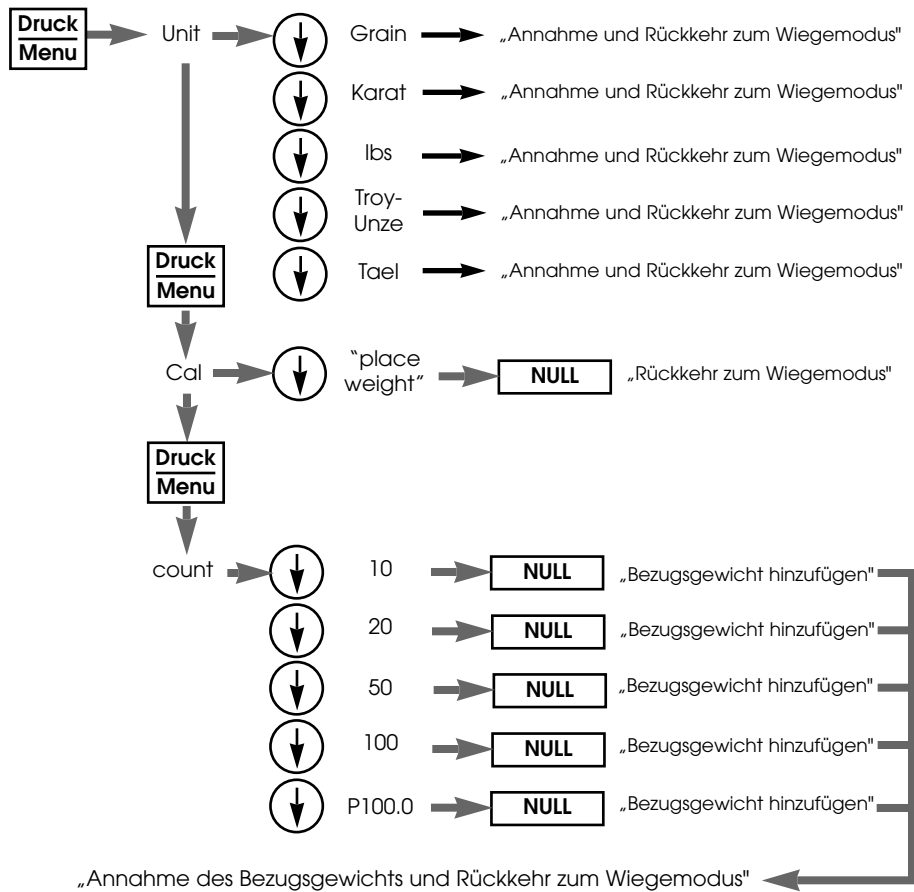 Druck
Menu
Unit
Grain
„Annahme und Rückkehr zum Wiegemodus"
Karat
„Annahme und Rückkehr zum Wiegemodus"
lbs
„Annahme und Rückkehr zum Wiegemodus"
Troy-
Unze
„Annahme und Rückkehr zum Wiegemodus"
Tael
„Annahme und Rückkehr zum Wiegemodus"
Druck
Menu
Cal
“place
weight”
NULL
„Rückkehr zum Wiegemodus"
Druck
Menu
count
10
NULL
„Bezugsgewicht hinzufügen"
20
NULL
„Bezugsgewicht hinzufügen"
50
NULL
„Bezugsgewicht hinzufügen"
100
NULL
„Bezugsgewicht hinzufügen"
P100.0
NULL
„Bezugsgewicht hinzufügen"
„Annahme des Bezugsgewichts und Rückkehr zum Wiegemodus"